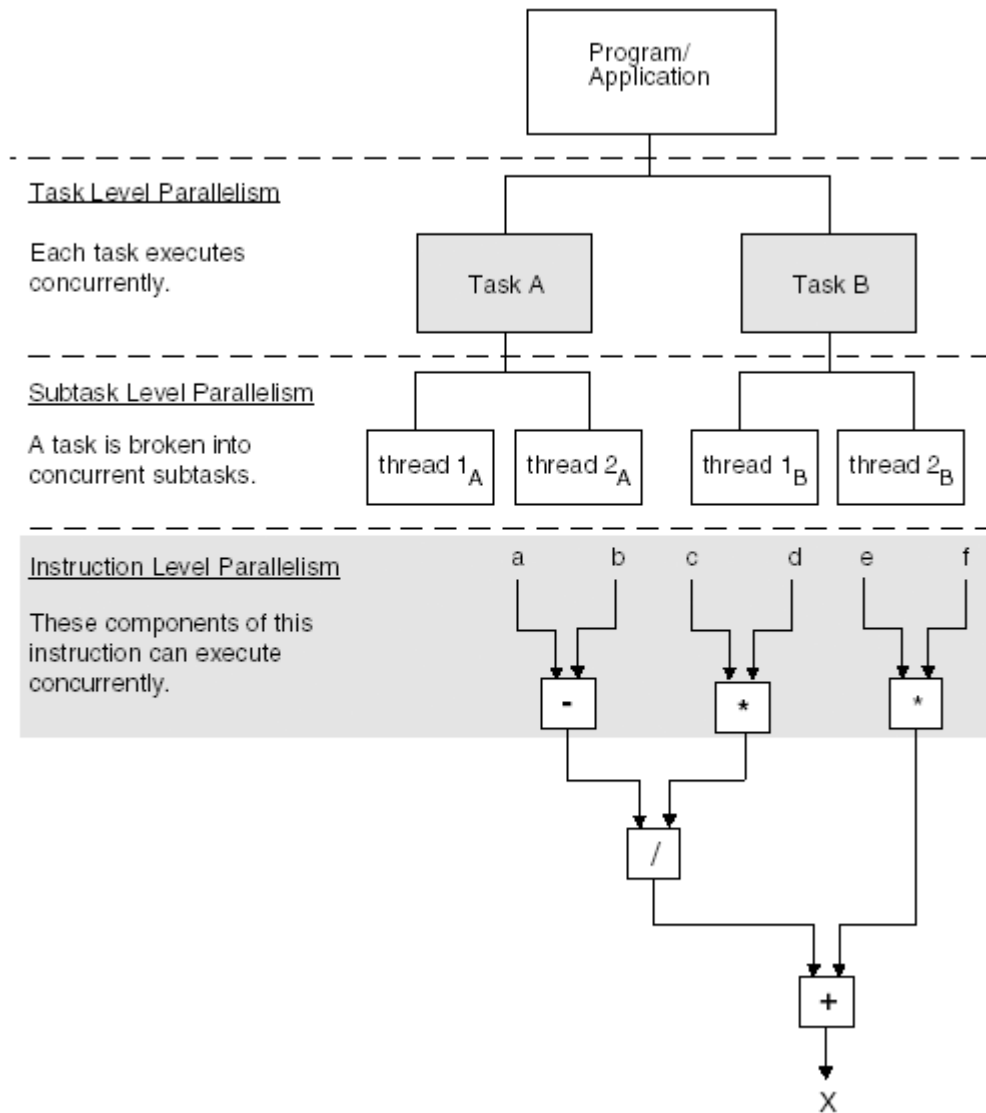 Program/
Application
Task Level Parallelism
Each task executes
concurrently.
Task A
Task B
Subtask Level Parallelism
A task is broken into
concurrent subtasks.
thread 1A
thread 2A
thread 1B
thread 2B
Instruction Level Parallelism
These components of this
instruction can execute
concurrently.
a b c d e f
- * *
/
+
X